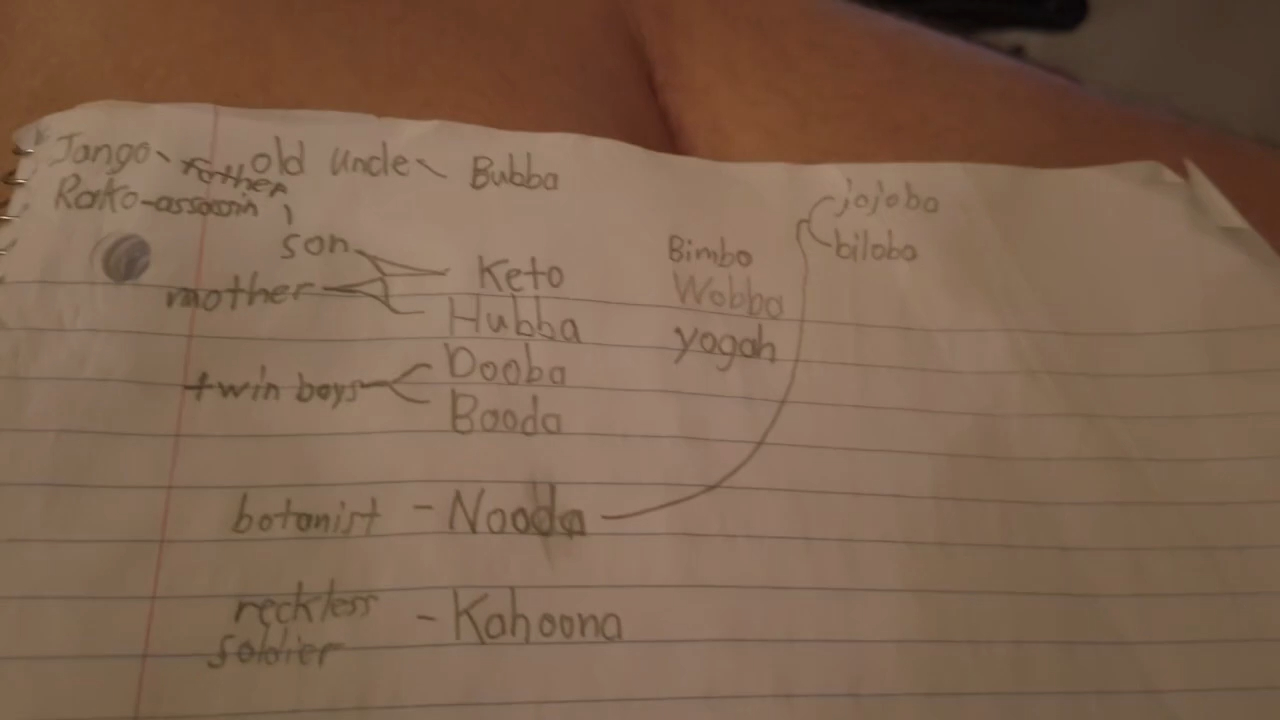 Jango - father
old uncle - Bubba
Rako-assassin
son
mother
Keto
Hubba
Bimbo
Wobba
yogah
jojoba
biloba
twin boys
Dooba
Booda
botanist - Nooda
reckless soldier - Kahoona